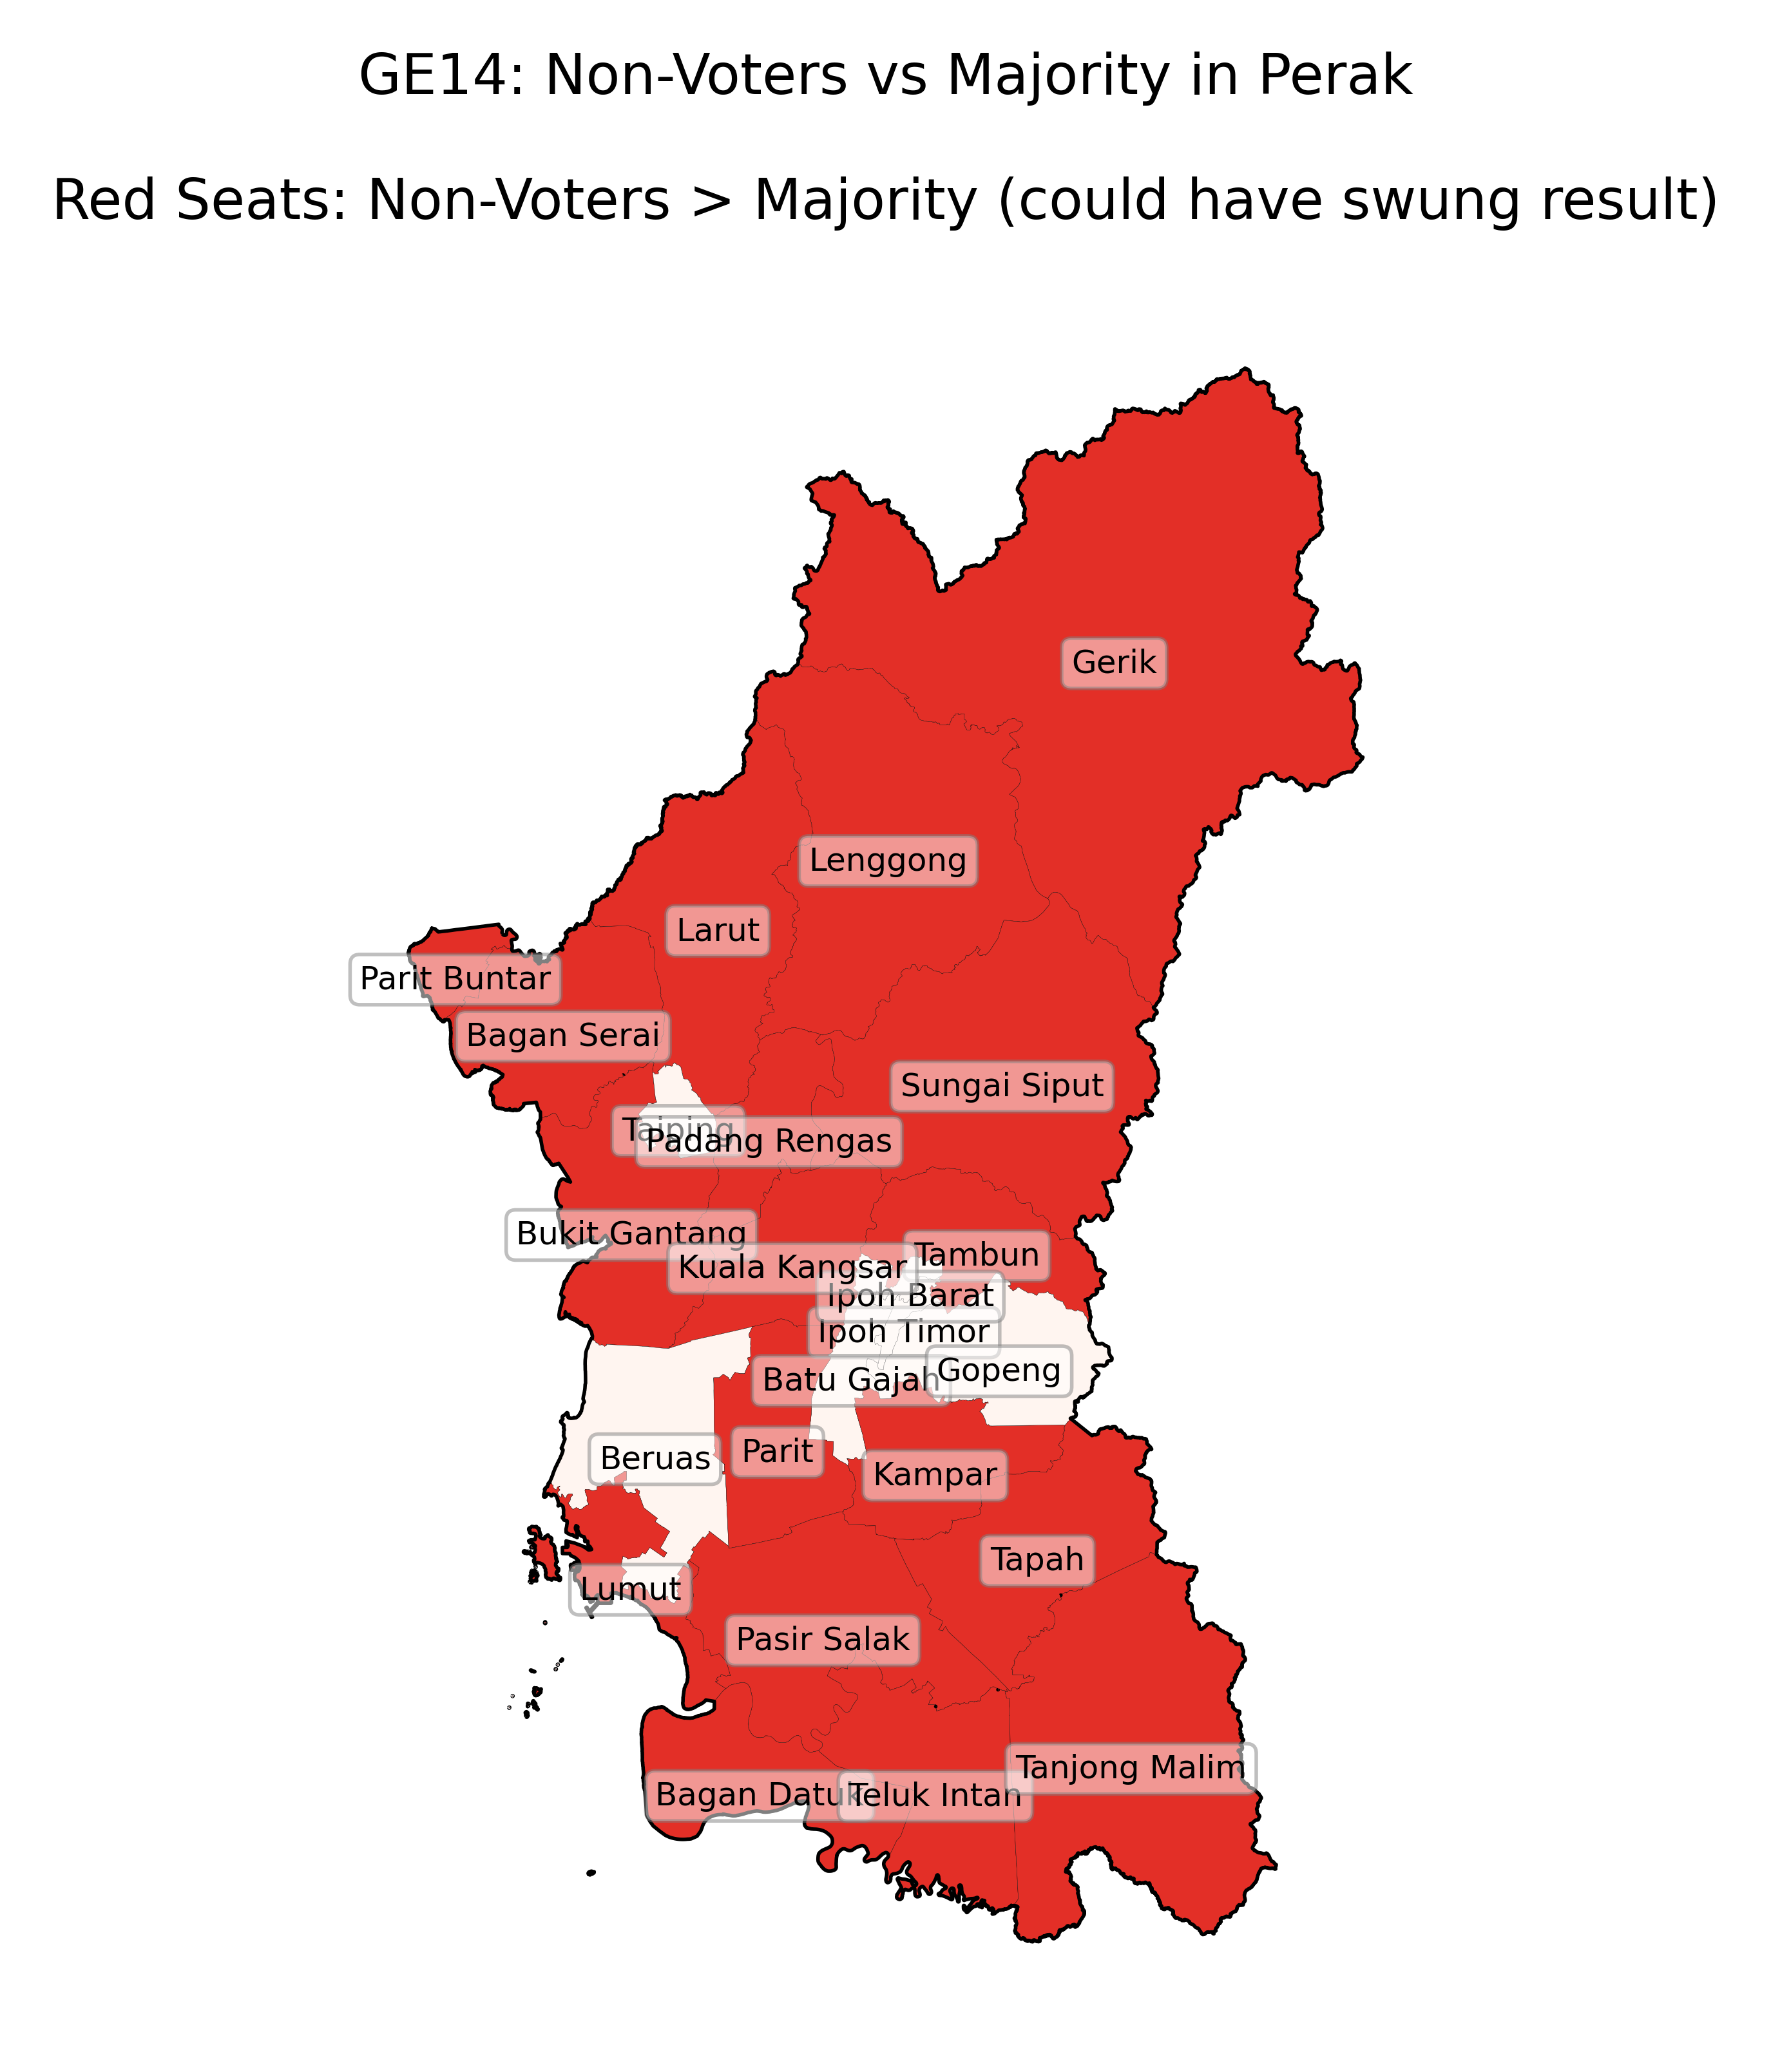 GE14: Non-Voters vs Majority in Perak
Red Seats: Non-Voters > Majority (could have swung result)
Gerik
Lenggong
Larut
Parit Buntar
Bagan Serai
Sungai Siput
Taiping
Padang Rengas
Bukit Gantang
Tambun
Kuala Kangsar
Ipoh Barat
Ipoh Timor
Gopeng
Batu Gajah
Parit
Beruas
Kampar
Tapah
Lumut
Pasir Salak
Tanjong Malim
Bagan Datuk
Teluk Intan